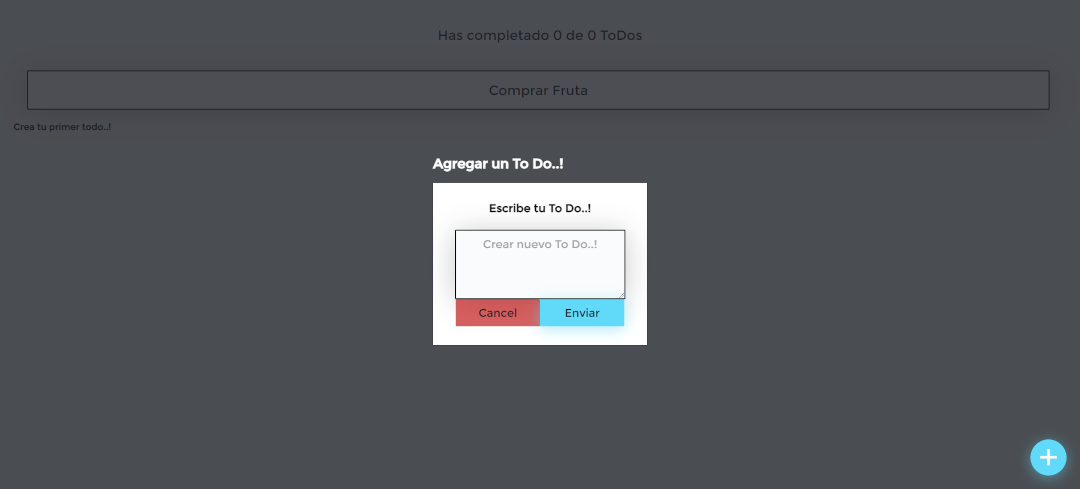 Has completado 0 de 0 ToDos
Comprar Fruta
Crea tu primer todo..!
Agregar un To Do..!
Escribe tu To Do..!
Crear nuevo To Do..!
Cancel Enviar